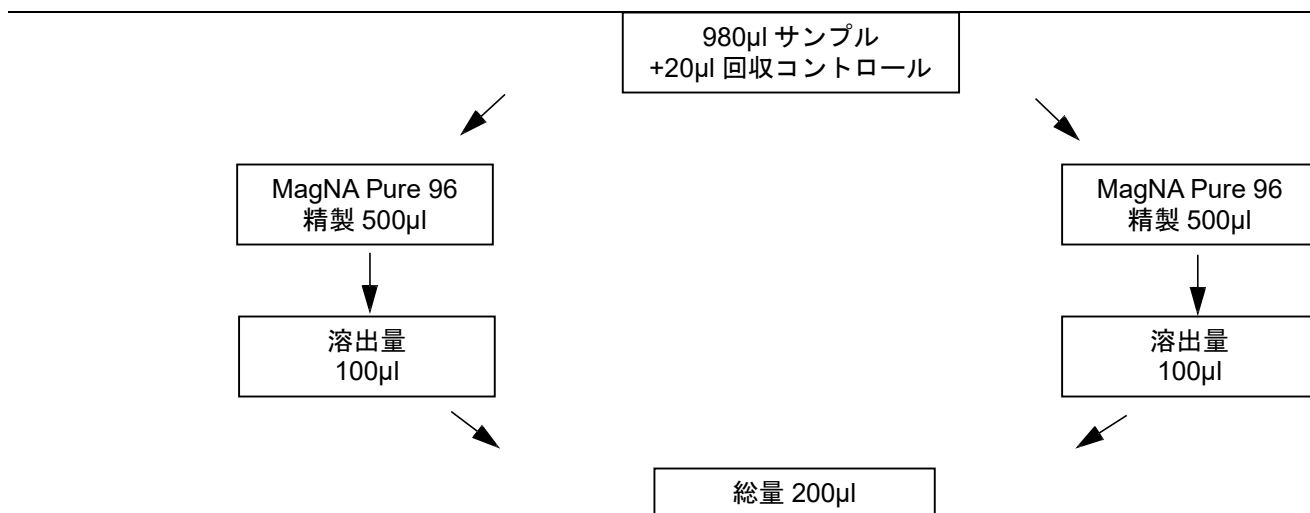 980µl サンプル
+20µl 回収コントロール
MagNA Pure 96
精製 500µl
MagNA Pure 96
精製 500µl
溶出量
100µl
溶出量
100µl
総量 200µl